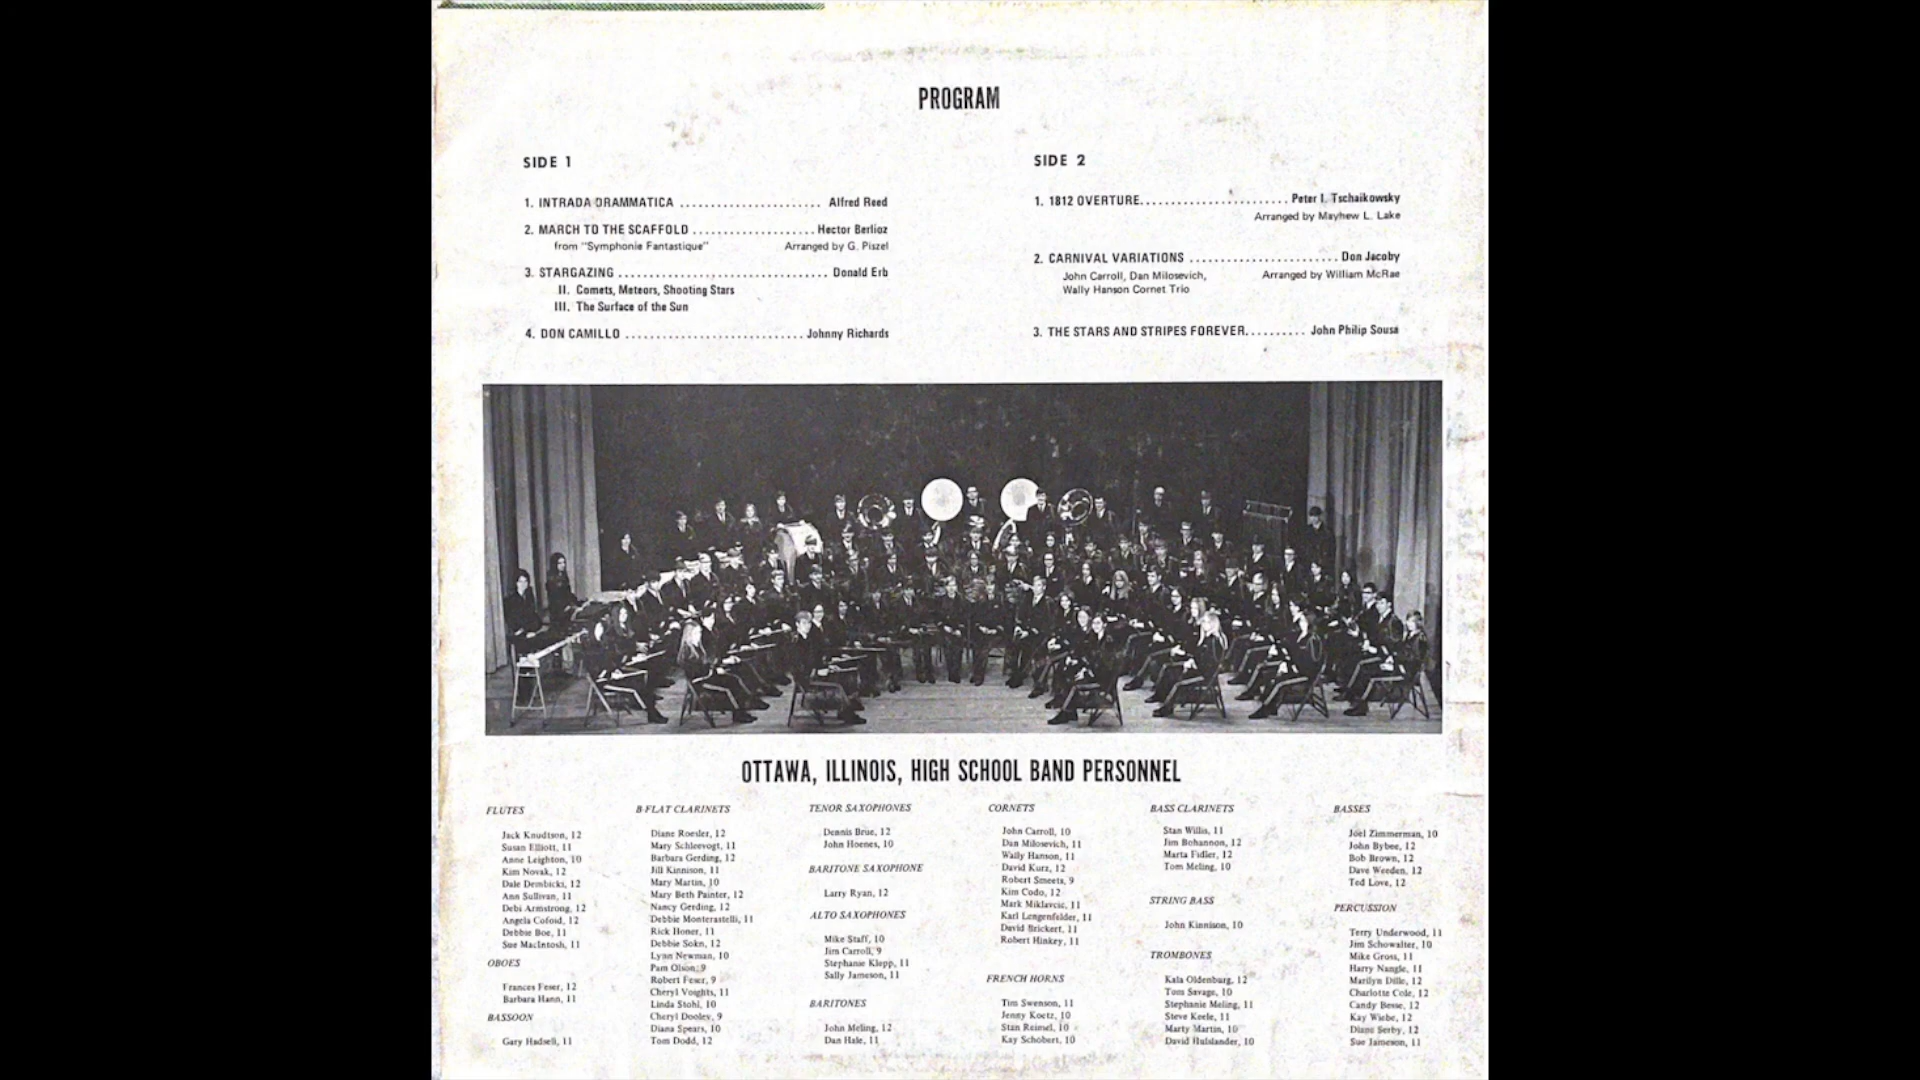 PROGRAM
SIDE 1
1. INTRADA DRAMMATICA ...................... Alfred Reed
2. MARCH TO THE SCAFFOLD ................... Hector Berlioz
from "Symphonie Fantastique" Arranged by G. Piszel
3. STARGAZING ................................ Donald Erb
II. Comets, Meteors, Shooting Stars
III. The Surface of the Sun
4. DON CAMILLO ........................... Johnny Richards
SIDE 2
1. 1812 OVERTURE....................... Peter I. Tschaikowsky
Arranged by Mayhew L. Lake
2. CARNIVAL VARIATIONS ....................... Don Jacoby
John Carroll, Dan Milosevich, Arranged by William McRae
Wally Hanson Cornet Trio
3. THE STARS AND STRIPES FOREVER.......... John Philip Sousa
OTTAWA, ILLINOIS, HIGH SCHOOL BAND PERSONNEL
FLUTES
Jack Knudtson, 12
Susan Elliott, 11
Anne Leighton, 10
Kim Novak, 12
Dale Dembicki, 12
Ann Sullivan, 11
Debi Armstrong, 12
Angela Cofoid, 12
Debbie Boe, 11
Sue MacIntosh, 11
OBOES
Frances Feser, 12
Barbara Hann, 11
BASSOON
Gary Hadsell, 11
B FLAT CLARINETS
Diane Roesler, 12
Mary Schleevogt, 11
Barbara Gerding, 12
Jill Kinnison, 11
Mary Martin, 10
Mary Beth Painter, 12
Nancy Gerding, 12
Debbie Monterastelli, 11
Rick Honer, 11
Debbie Sokn, 12
Lynn Newman, 10
Pam Olson, 9
Robert Feser, 9
Cheryl Voights, 11
Linda Stohl, 10
Cheryl Dooley, 9
Diana Spears, 10
Tom Dodd, 12
TENOR SAXOPHONES
Dennis Brue, 12
John Hoenes, 10
BARITONE SAXOPHONE
Larry Ryan, 12
ALTO SAXOPHONES
Mike Staff, 10
Jim Carroll, 9
Stephanie Klepp, 11
Sally Jameson, 11
BARITONES
John Meling, 12
Dan Hale, 11
CORNETS
John Carroll, 10
Dan Milosevich, 11
Wally Hanson, 11
David Kurz, 12
Robert Smeets, 9
Kim Codo, 12
Mark Miklavcic, 11
Karl Lengenfelder, 11
David Brickert, 11
Robert Hinkey, 11
FRENCH HORNS
Tim Swenson, 11
Jenny Koetz, 10
Stan Reimel, 10
Kay Schobert, 10
BASS CLARINETS
Stan Willis, 11
Jim Bohannon, 12
Marta Fidler, 12
Tom Meling, 10
STRING BASS
John Kinnison, 10
TROMBONES
Kala Oldenburg, 12
Tom Savage, 10
Stephanie Meling, 11
Steve Keele, 11
Marty Martin, 10
David Hulslander, 10
BASSES
Joel Zimmerman, 10
John Bybee, 12
Bob Brown, 12
Dave Weeden, 12
Ted Love, 12
PERCUSSION
Terry Underwood, 11
Jim Schowalter, 10
Mike Gross, 11
Harry Nangle, 11
Marilyn Dille, 12
Charlotte Cole, 12
Candy Besse, 12
Kay Wiebe, 12
Diane Serby, 12
Sue Jameson, 11